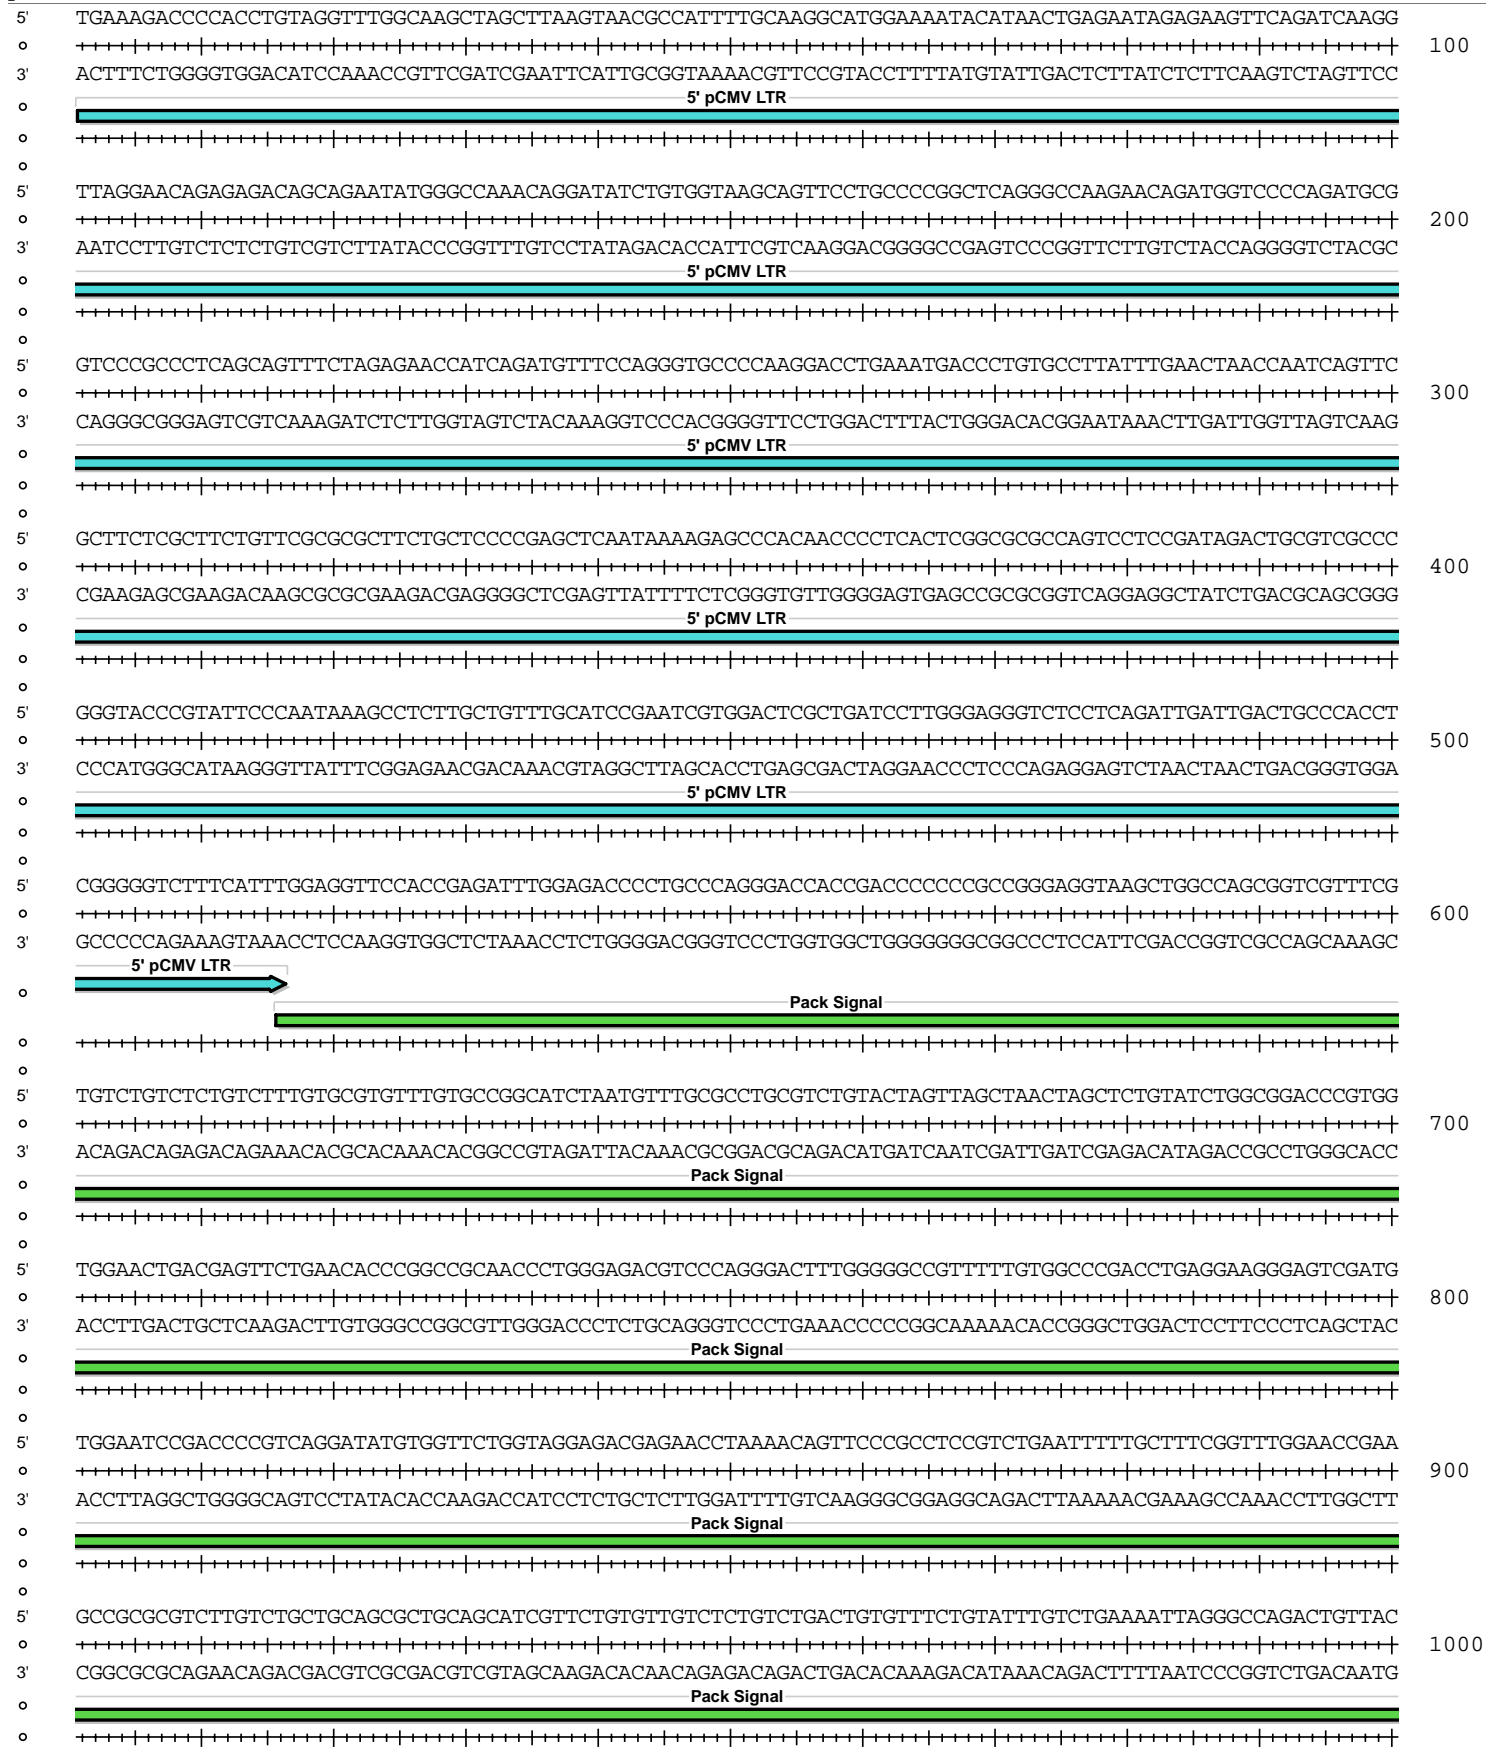 5' TGAAAGACCCCACCTGTAGGTTTGGCAAGCTAGCTTAAGTAACGCCATTTTGCAAGGCATGGAAAATACATAACTGAGAATAGAGAAGTTCAGATCAAGG
100
3' ACTTTCTGGGGTGGACATCCAAACCGTTCGATCGAATTCATTGCGGTAAAACGTTCCGTACCTTTTATGTATTGACTCTTATCTCTTCAAGTCTAGTTCC
5' pCMV LTR
5' TTAGGAACAGAGAGACAGCAGAATATGGGCCAAACAGGATATCTGTGGTAAGCAGTTCCTGCCCCGGCTCAGGGCCAAGAACAGATGGTCCCCAGATGCG
200
3' AATCCTTGTCTCTCTGTCGTCTTATACCCGGTTTGTCCTATAGACACCATTCGTCAAGGACGGGGCCGAGTCCCGGTTCTTGTCTACCAGGGGTCTACGC
5' pCMV LTR
5' GTCCCGCCCTCAGCAGTTTCTAGAGAACCATCAGATGTTTCCAGGGTGCCCCAAGGACCTGAAATGACCCTGTGCCTTATTTGAACTAACCAATCAGTTC
300
3' CAGGGCGGGAGTCGTCAAAGATCTCTTGGTAGTCTACAAAGGTCCCACGGGGTTCCTGGACTTTACTGGGACACGGAATAAACTTGATTGGTTAGTCAAG
5' pCMV LTR
5' GCTTCTCGCTTCTGTTCGCGCGCTTCTGCTCCCCGAGCTCAATAAAAGAGCCCACAACCCCTCACTCGGCGCGCCAGTCCTCCGATAGACTGCGTCGCCC
400
3' CGAAGAGCGAAGACAAGCGCGCGAAGACGAGGGGCTCGAGTTATTTTCTCGGGTGTTGGGGAGTGAGCCGCGCGGTCAGGAGGCTATCTGACGCAGCGGG
5' pCMV LTR
5' GGGTACCCGTATTCCCAATAAAGCCTCTTGCTGTTTGCATCCGAATCGTGGACTCGCTGATCCTTGGGAGGGTCTCCTCAGATTGATTGACTGCCCACCT
500
3' CCCATGGGCATAAGGGTTATTTCGGAGAACGACAAACGTAGGCTTAGCACCTGAGCGACTAGGAACCCTCCCAGAGGAGTCTAACTAACTGACGGGTGGA
5' pCMV LTR
5' CGGGGGTCTTTCATTTGGAGGTTCCACCGAGATTTGGAGACCCCTGCCCAGGGACCACCGACCCCCCCGCCGGGAGGTAAGCTGGCCAGCGGTCGTTTCG
600
3' GCCCCCAGAAAGTAAACCTCCAAGGTGGCTCTAAACCTCTGGGGACGGGTCCCTGGTGGCTGGGGGGGCGGCCCTCCATTCGACCGGTCGCCAGCAAAGC
5' pCMV LTR
Pack Signal
5' TGTCTGTCTCTGTCTTTGTGCGTGTTTGTGCCGGCATCTAATGTTTGCGCCTGCGTCTGTACTAGTTAGCTAACTAGCTCTGTATCTGGCGGACCCGTGG
700
3' ACAGACAGAGACAGAAACACGCACAAACACGGCCGTAGATTACAAACGCGGACGCAGACATGATCAATCGATTGATCGAGACATAGACCGCCTGGGCACC
Pack Signal
5' TGGAACTGACGAGTTCTGAACACCCGGCCGCAACCCTGGGAGACGTCCCAGGGACTTTGGGGGCCGTTTTTGTGGCCCGACCTGAGGAAGGGAGTCGATG
800
3' ACCTTGACTGCTCAAGACTTGTGGGCCGGCGTTGGGACCCTCTGCAGGGTCCCTGAAACCCCCGGCAAAAACACCGGGCTGGACTCCTTCCCTCAGCTAC
Pack Signal
5' TGGAATCCGACCCCGTCAGGATATGTGGTTCTGGTAGGAGACGAGAACCTAAAACAGTTCCCGCCTCCGTCTGAATTTTTGCTTTCGGTTTGGAACCGAA
900
3' ACCTTAGGCTGGGGCAGTCCTATACACCAAGACCATCCTCTGCTCTTGGATTTTGTCAAGGGCGGAGGCAGACTTAAAAACGAAAGCCAAACCTTGGCTT
Pack Signal
5' GCCGCGCGTCTTGTCTGCTGCAGCGCTGCAGCATCGTTCTGTGTTGTCTCTGTCTGACTGTGTTTCTGTATTTGTCTGAAAATTAGGGCCAGACTGTTAC
1000
3' CGGCGCGCAGAACAGACGACGTCGCGACGTCGTAGCAAGACACAACAGAGACAGACTGACACAAAGACATAAACAGACTTTTAATCCCGGTCTGACAATG
Pack Signal